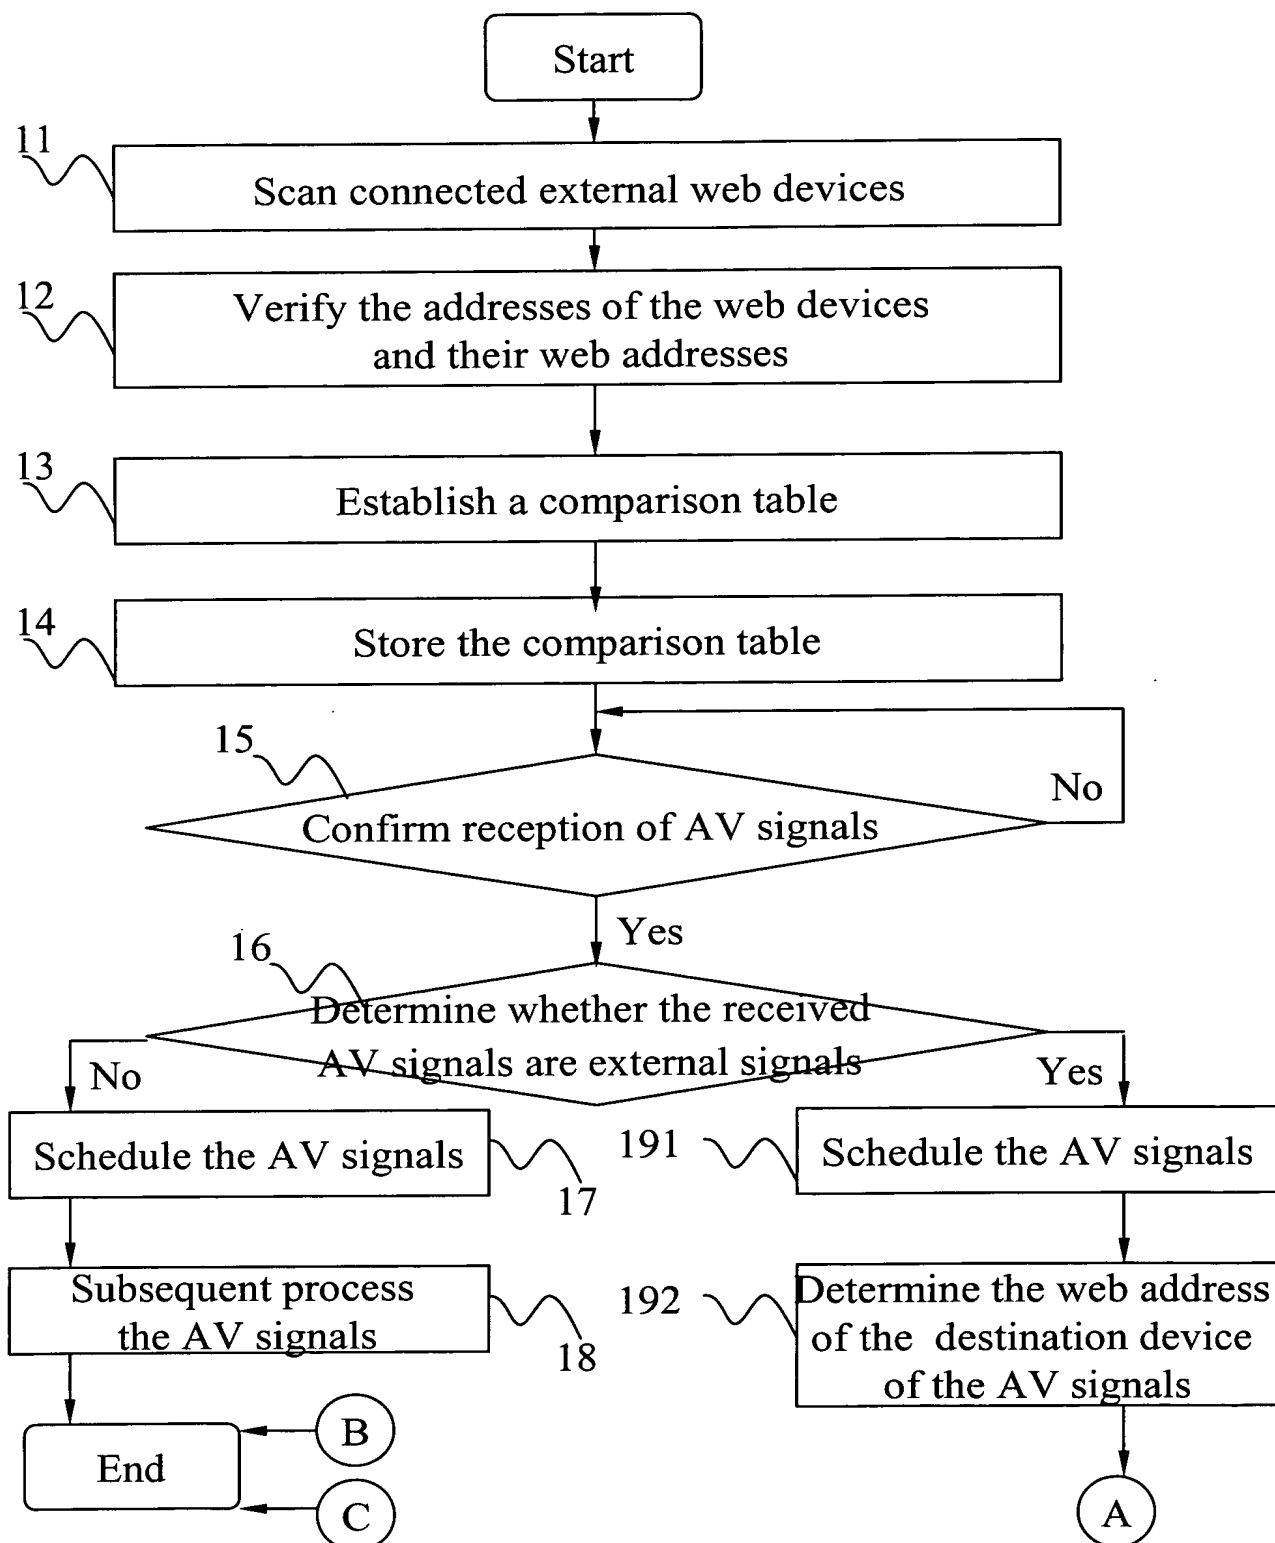 Start
11
Scan connected external web devices
12
Verify the addresses of the web devices
and their web addresses
13
Establish a comparison table
14
Store the comparison table
15
No
Confirm reception of AV signals
Yes
16
Determine whether the received
AV signals are external signals
No
Yes
Schedule the AV signals
17
191
Schedule the AV signals
Subsequent process
the AV signals
18
192
Determine the web address
of the destination device
of the AV signals
B
End
C
A